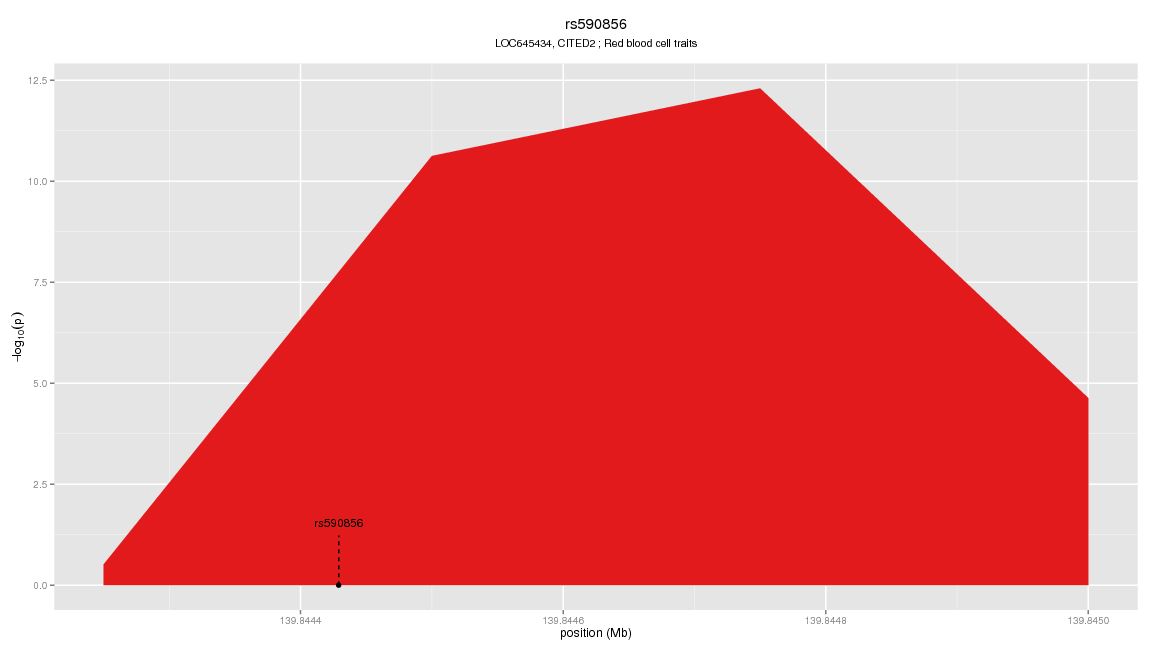 rs590856
LOC645434, CITED2 ; Red blood cell traits
12.5
10.0
7.5
5.0
2.5
0.0
−log10(p)
rs590856
139.8444
139.8446
139.8448
139.8450
position (Mb)